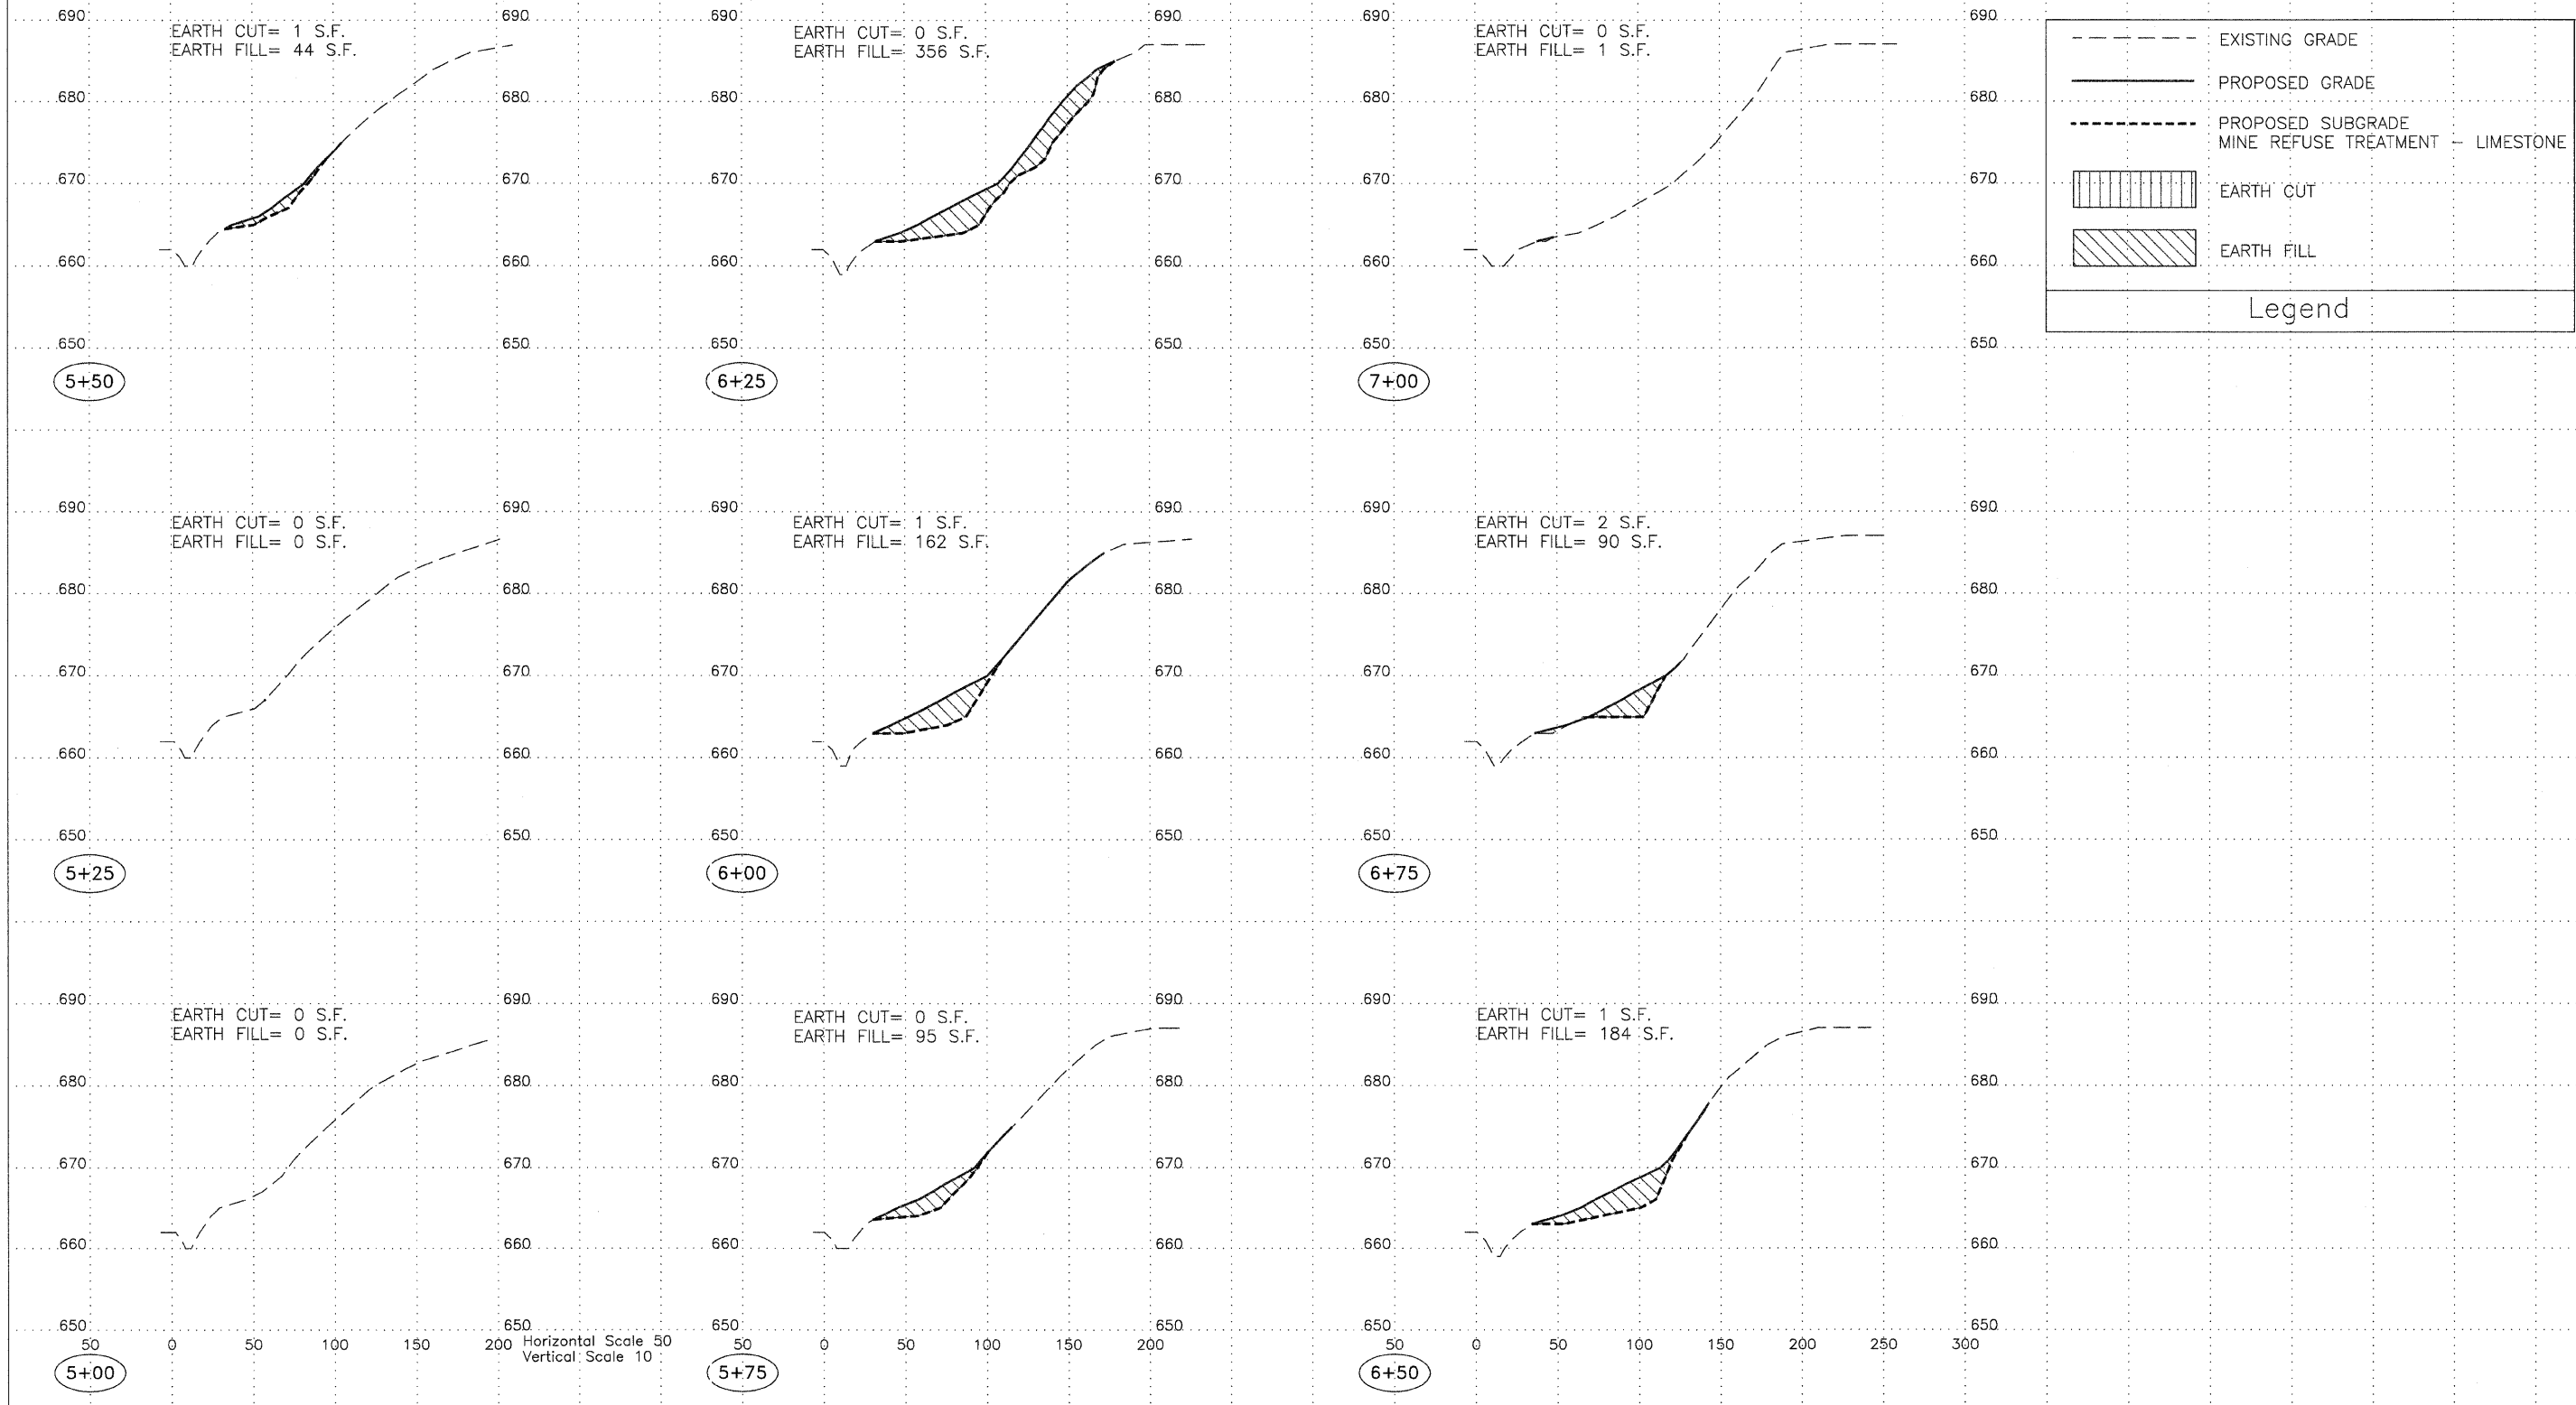 690 690 690 690 690
EARTH CUT= 1 S.F.
EARTH FILL= 44 S.F.
680 680 680 680 680
670 670 670 670 670
660 660 660 660 660
650 650 650 650 650
5+50
EARTH CUT= 0 S.F.
EARTH FILL= 356 S.F.
690
680
670
660
650
6+25
EARTH CUT= 0 S.F.
EARTH FILL= 1 S.F.
7+00
EXISTING GRADE
PROPOSED GRADE
PROPOSED SUBGRADE
MINE REFUSE TREATMENT – LIMESTONE
EARTH CUT
EARTH FILL
Legend
690 690 690 690 690 690
EARTH CUT= 0 S.F.
EARTH FILL= 0 S.F.
680 680 680 680 680 680
670 670 670 670 670 670
660 660 660 660 660 660
650 650 650 650 650 650
5+25
EARTH CUT= 1 S.F.
EARTH FILL= 162 S.F.
6+00
EARTH CUT= 2 S.F.
EARTH FILL= 90 S.F.
6+75
690 690 690 690 690 690
EARTH CUT= 0 S.F.
EARTH FILL= 0 S.F.
680 680 680 680 680 680
670 670 670 670 670 670
660 660 660 660 660 660
650 650 650 650 650 650
50 0 50 100 150 200
Horizontal Scale 50
Vertical Scale 10
5+00
EARTH CUT= 0 S.F.
EARTH FILL= 95 S.F.
50 0 50 100 150 200
5+75
EARTH CUT= 1 S.F.
EARTH FILL= 184 S.F.
50 0 50 100 150 200 250 300
6+50